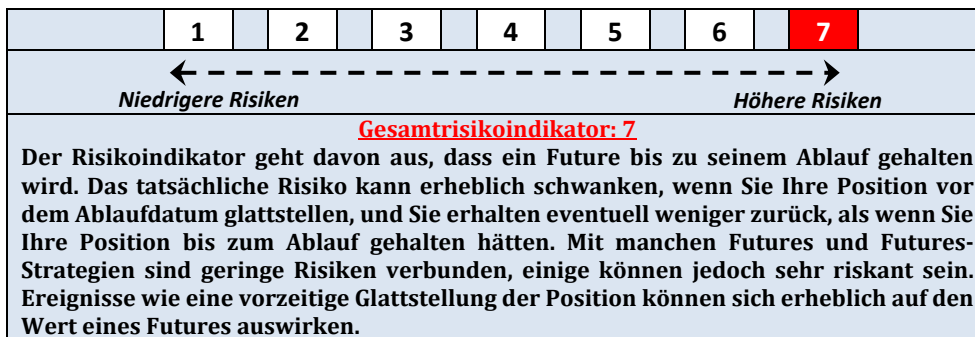 1 2 3 4 5 6 7
Niedrigere Risiken Höhere Risiken
Gesamtrisikoindikator: 7
Der Risikoindikator geht davon aus, dass ein Future bis zu seinem Ablauf gehalten
wird. Das tatsächliche Risiko kann erheblich schwanken, wenn Sie Ihre Position vor
dem Ablaufdatum glattstellen, und Sie erhalten eventuell weniger zurück, als wenn Sie
Ihre Position bis zum Ablauf gehalten hätten. Mit manchen Futures und Futures-
Strategien sind geringe Risiken verbunden, einige können jedoch sehr riskant sein.
Ereignisse wie eine vorzeitige Glattstellung der Position können sich erheblich auf den
Wert eines Futures auswirken.